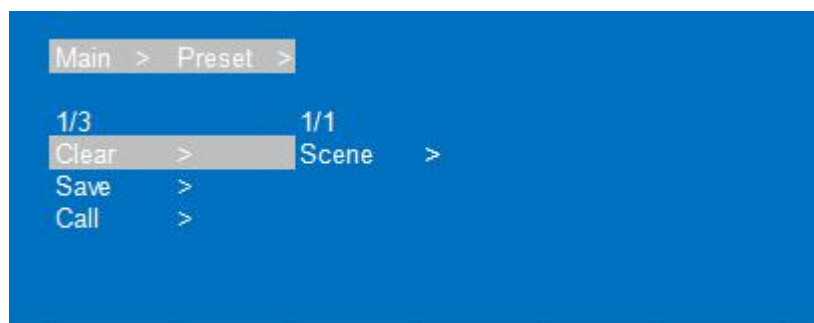 Main > Preset >
1/3 1/1
Clear > Scene >
Save >
Call >